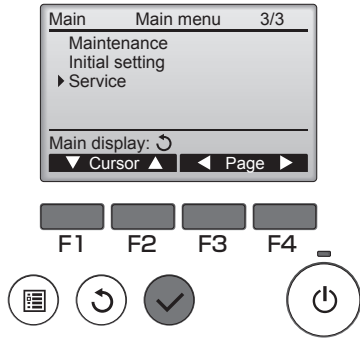 Main Main menu 3/3
Maintenance
Initial setting
Service
Main display:
Cursor Page
F1 F2 F3 F4